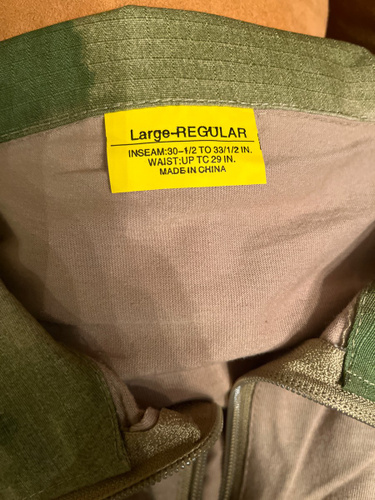 Large-REGULAR
INSEAM:30-1/2 TO 33/1/2 IN.
WAIST:UP TC 29 IN.
MADE IN CHINA